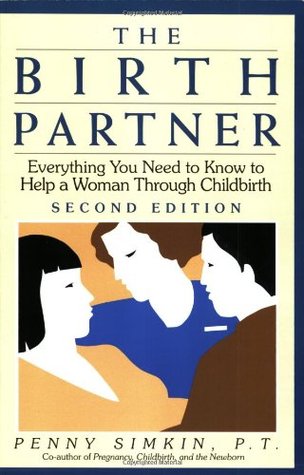 THE
BIRTH
PARTNER
Everything You Need to Know to
Help a Woman Through Childbirth
SECOND EDITION
PENNY SIMKIN, P.T.
Co-author of Pregnancy, Childbirth, and the Newborn